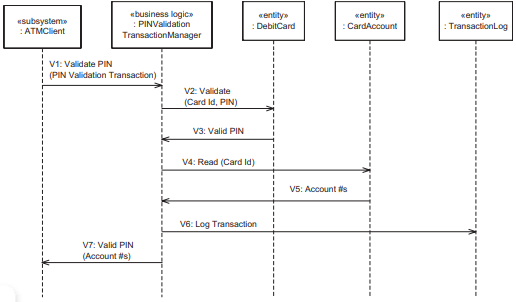 «subsystem»
: ATMClient
«business logic»
: PINValidation
TransactionManager
«entity»
: DebitCard
«entity»
: CardAccount
«entity»
: TransactionLog
V1: Validate PIN
(PIN Validation Transaction)
V2: Validate
(Card Id, PIN)
V3: Valid PIN
V4: Read (Card Id)
V5: Account #s
V6: Log Transaction
V7: Valid PIN
(Account #s)